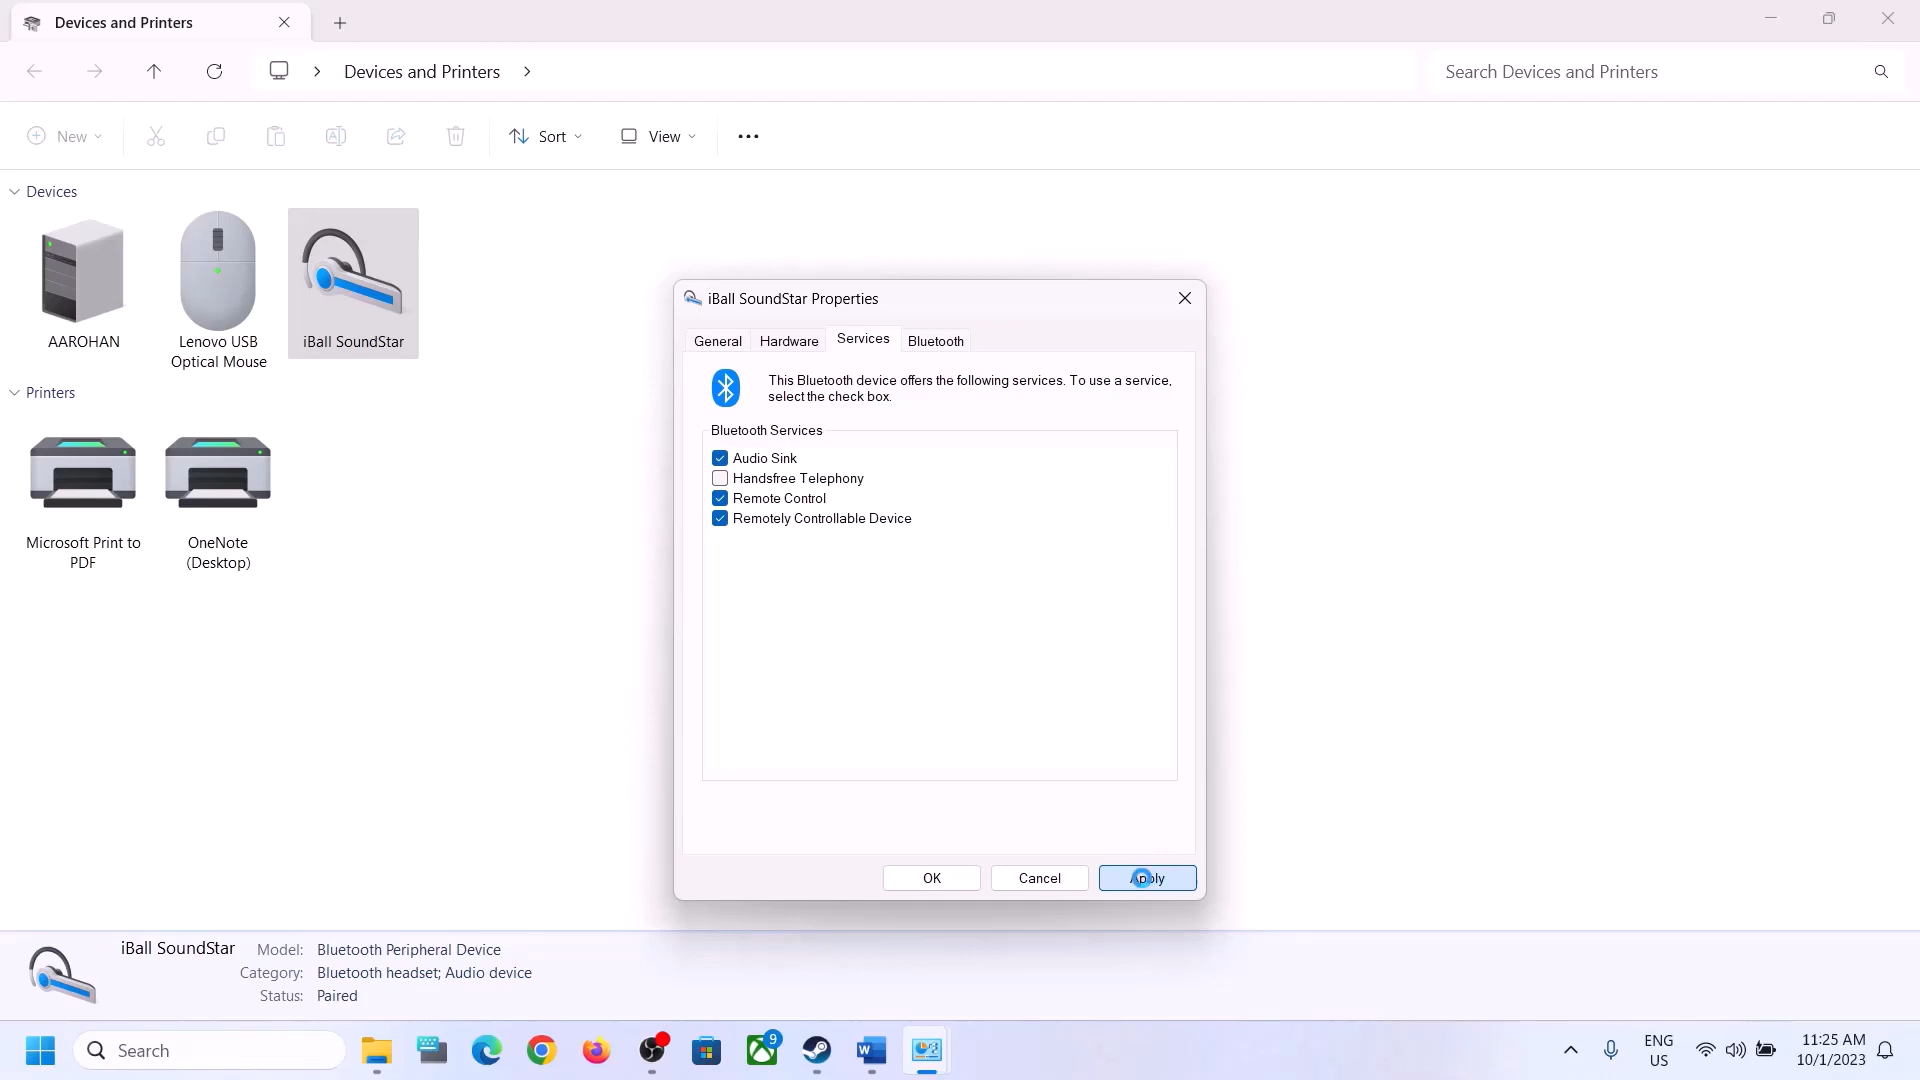 Devices and Printers
Devices and Printers
Search Devices and Printers
New
Sort
View
Devices
AAROHAN
Lenovo USB
Optical Mouse
iBall SoundStar
Printers
Microsoft Print to
PDF
OneNote
(Desktop)
iBall SoundStar Properties
General
Hardware
Services
Bluetooth
This Bluetooth device offers the following services. To use a service,
select the check box.
Bluetooth Services
Audio Sink
Handsfree Telephony
Remote Control
Remotely Controllable Device
OK
Cancel
Apply
iBall SoundStar
Model: Bluetooth Peripheral Device
Category: Bluetooth headset; Audio device
Status: Paired
Search
9
ENG
US
11:25 AM
10/1/2023